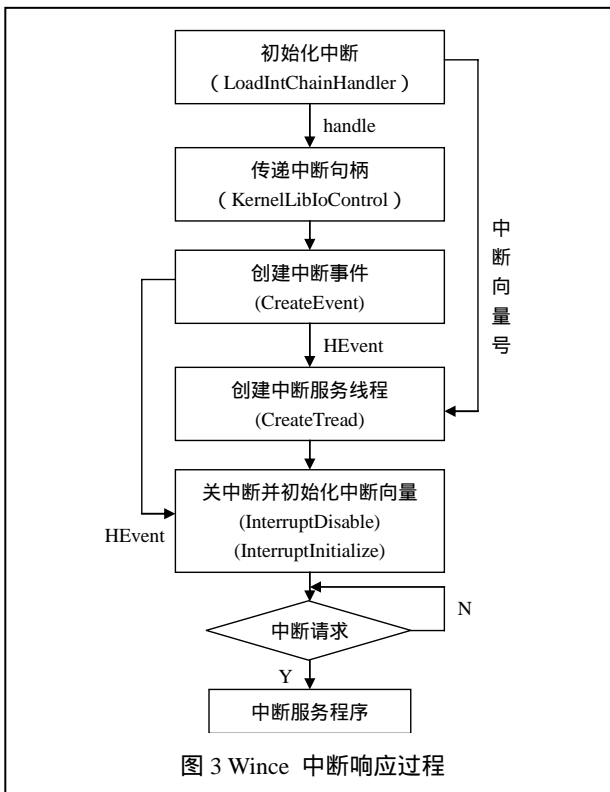 初始化中断
（LoadIntChainHandler）
handle
传递中断句柄
（KernelLibIoControl）
中断向量号
创建中断事件
(CreateEvent)
HEvent
创建中断服务线程
(CreateTread)
关中断并初始化中断向量
(InterruptDisable)
(InterruptInitialize)
HEvent
中断请求
N
Y
中断服务程序
图 3 Wince 中断响应过程